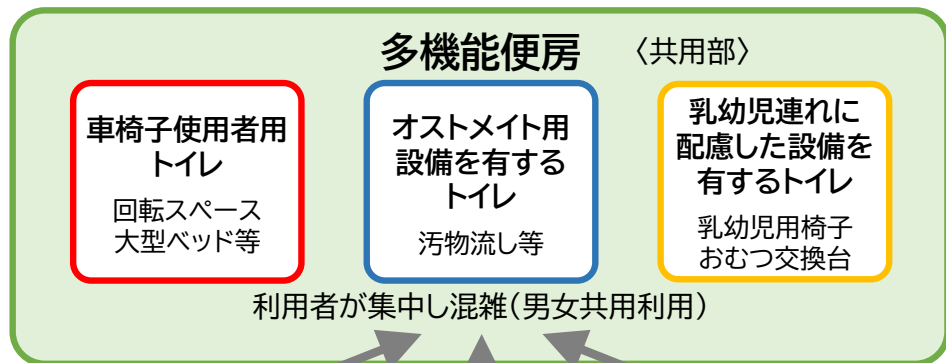 多機能便房 〈共用部〉
車椅子使用者用
トイレ
回転スペース
大型ベッド等
オストメイト用
設備を有する
トイレ
汚物流し等
乳幼児連れに
配慮した設備を
有するトイレ
乳幼児用椅子
おむつ交換台
利用者が集中し混雑(男女共用利用)